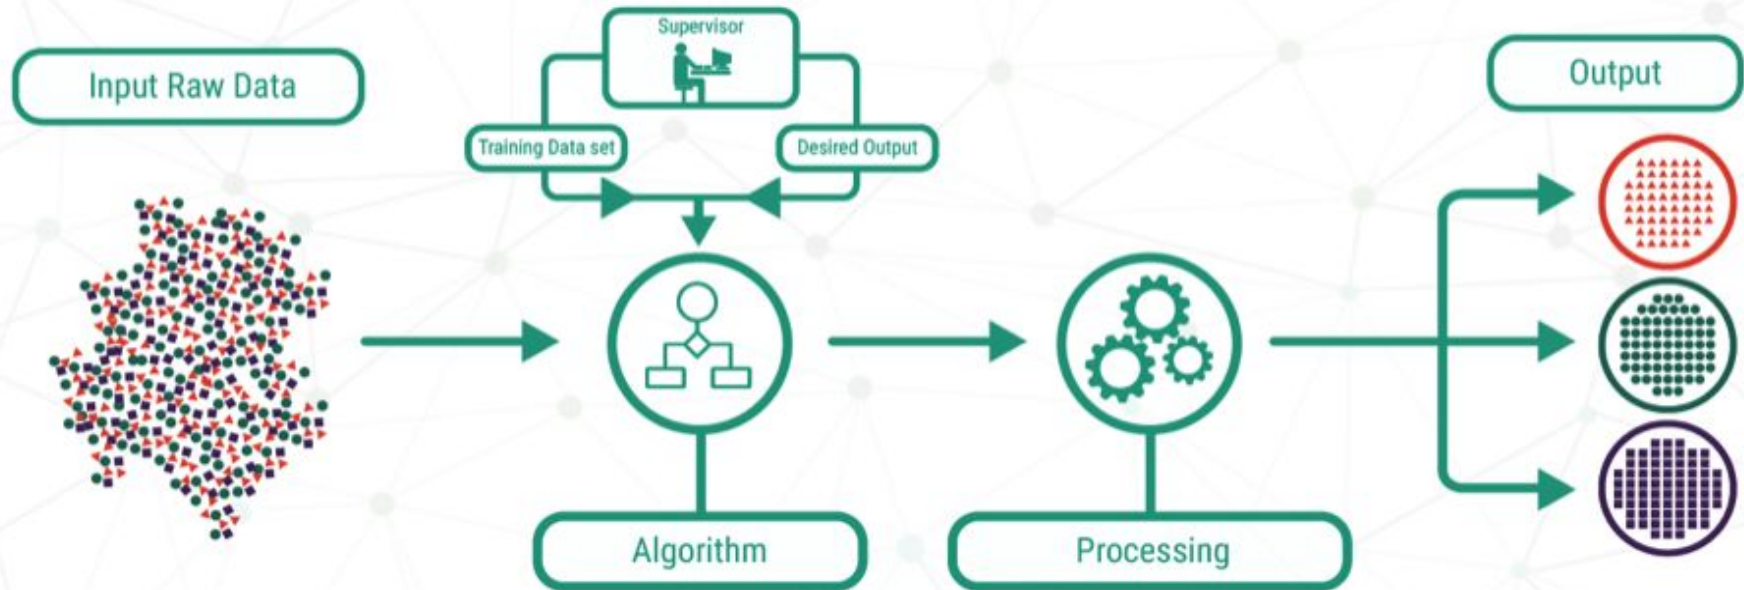 Supervisor
Input Raw Data
Output
Training Data set
Desired Output
Algorithm
Processing